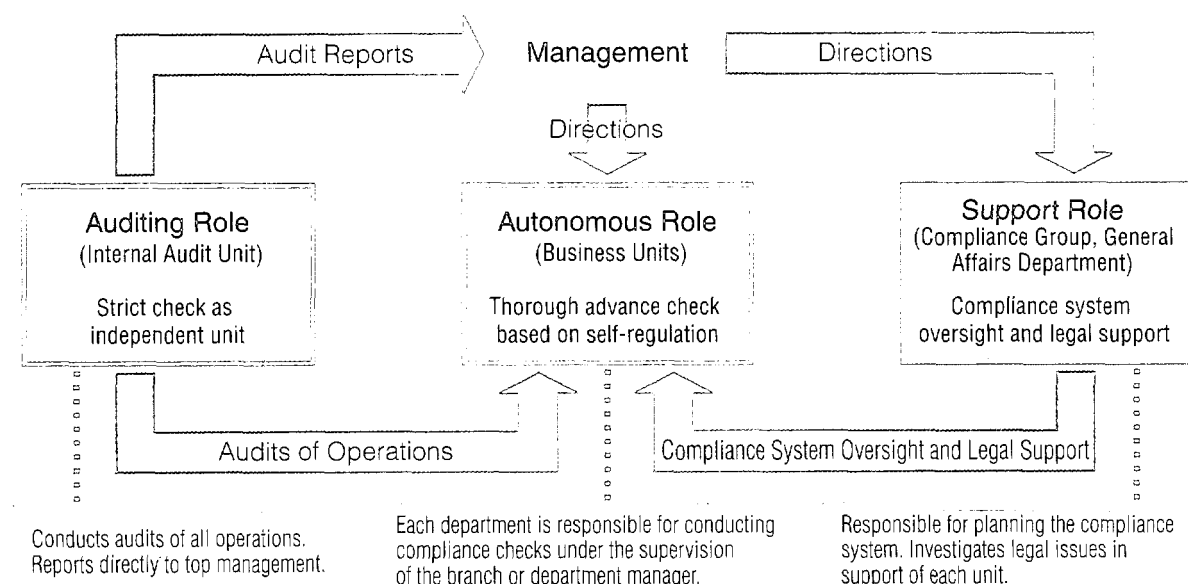 Audit Reports
Management
Directions
Directions
Auditing Role
(Internal Audit Unit)
Strict check as
independent unit
Autonomous Role
(Business Units)
Thorough advance check
based on self-regulation
Support Role
(Compliance Group, General
Affairs Department)
Compliance system
oversight and legal support
Audits of Operations
Compliance System Oversight and Legal Support
Conducts audits of all operations.
Reports directly to top management.
Each department is responsible for conducting
compliance checks under the supervision
of the branch or department manager.
Responsible for planning the compliance
system. Investigates legal issues in
support of each unit.